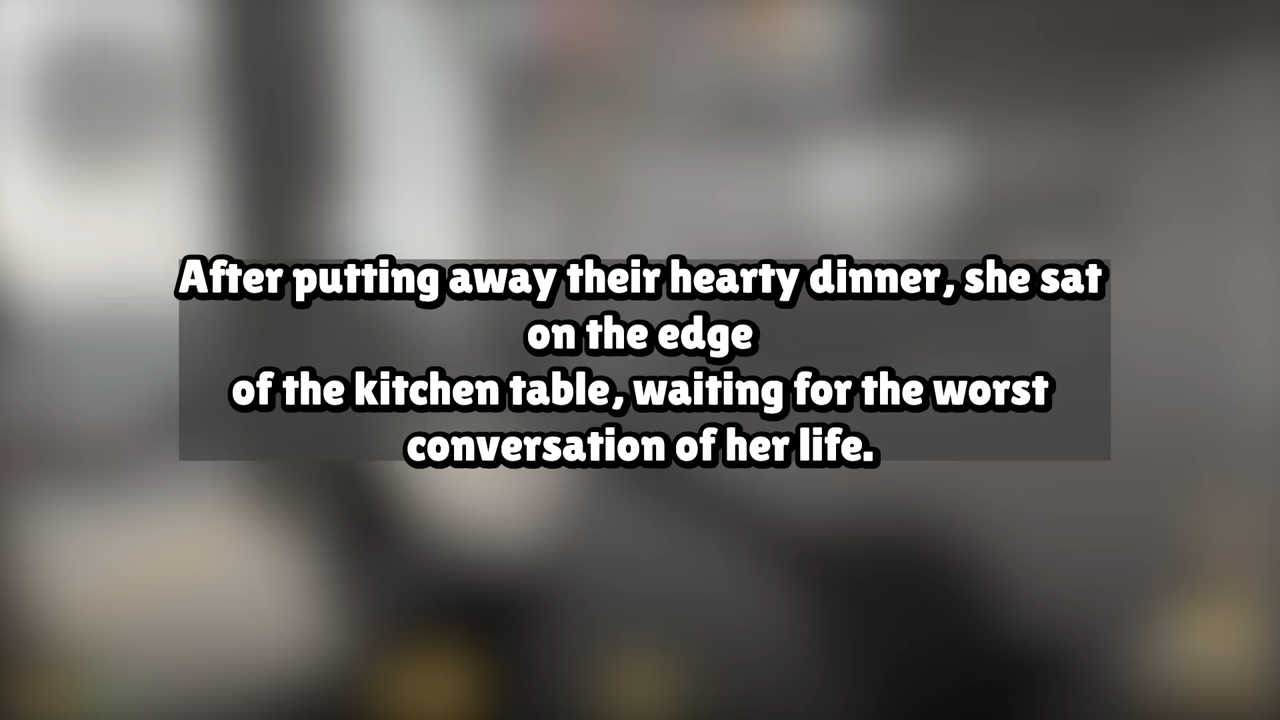 After putting away their hearty dinner, she sat
on the edge
of the kitchen table, waiting for the worst
conversation of her life.